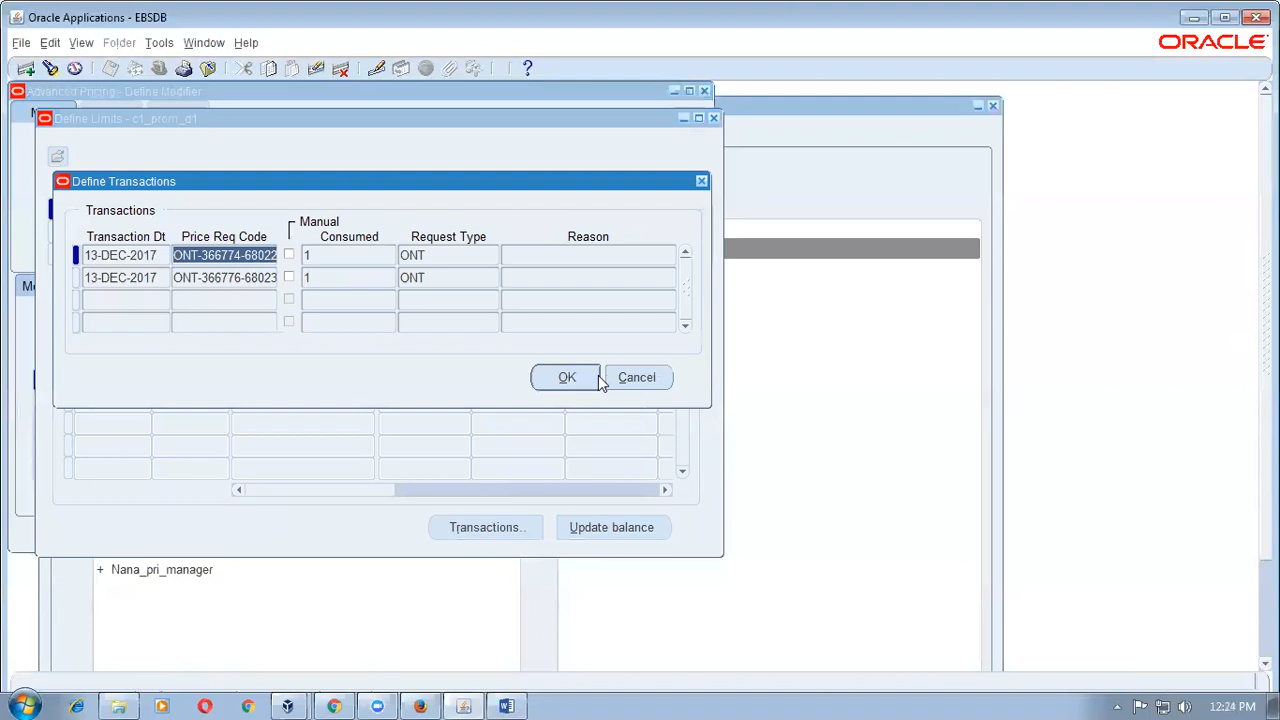 Oracle Applications - EBSDB
File Edit View Folder Tools Window Help
ORACLE
Advanced Pricing - Define Modifier
Define Limits - c1_prom_d1
Define Transactions
Transactions
Manual
Transaction Dt Price Req Code Consumed Request Type Reason
13-DEC-2017 ONT-366774-68022 1 ONT
13-DEC-2017 ONT-366776-68023 1 ONT
OK Cancel
Transactions.. Update balance
+ Nana_pri_manager
12:24 PM